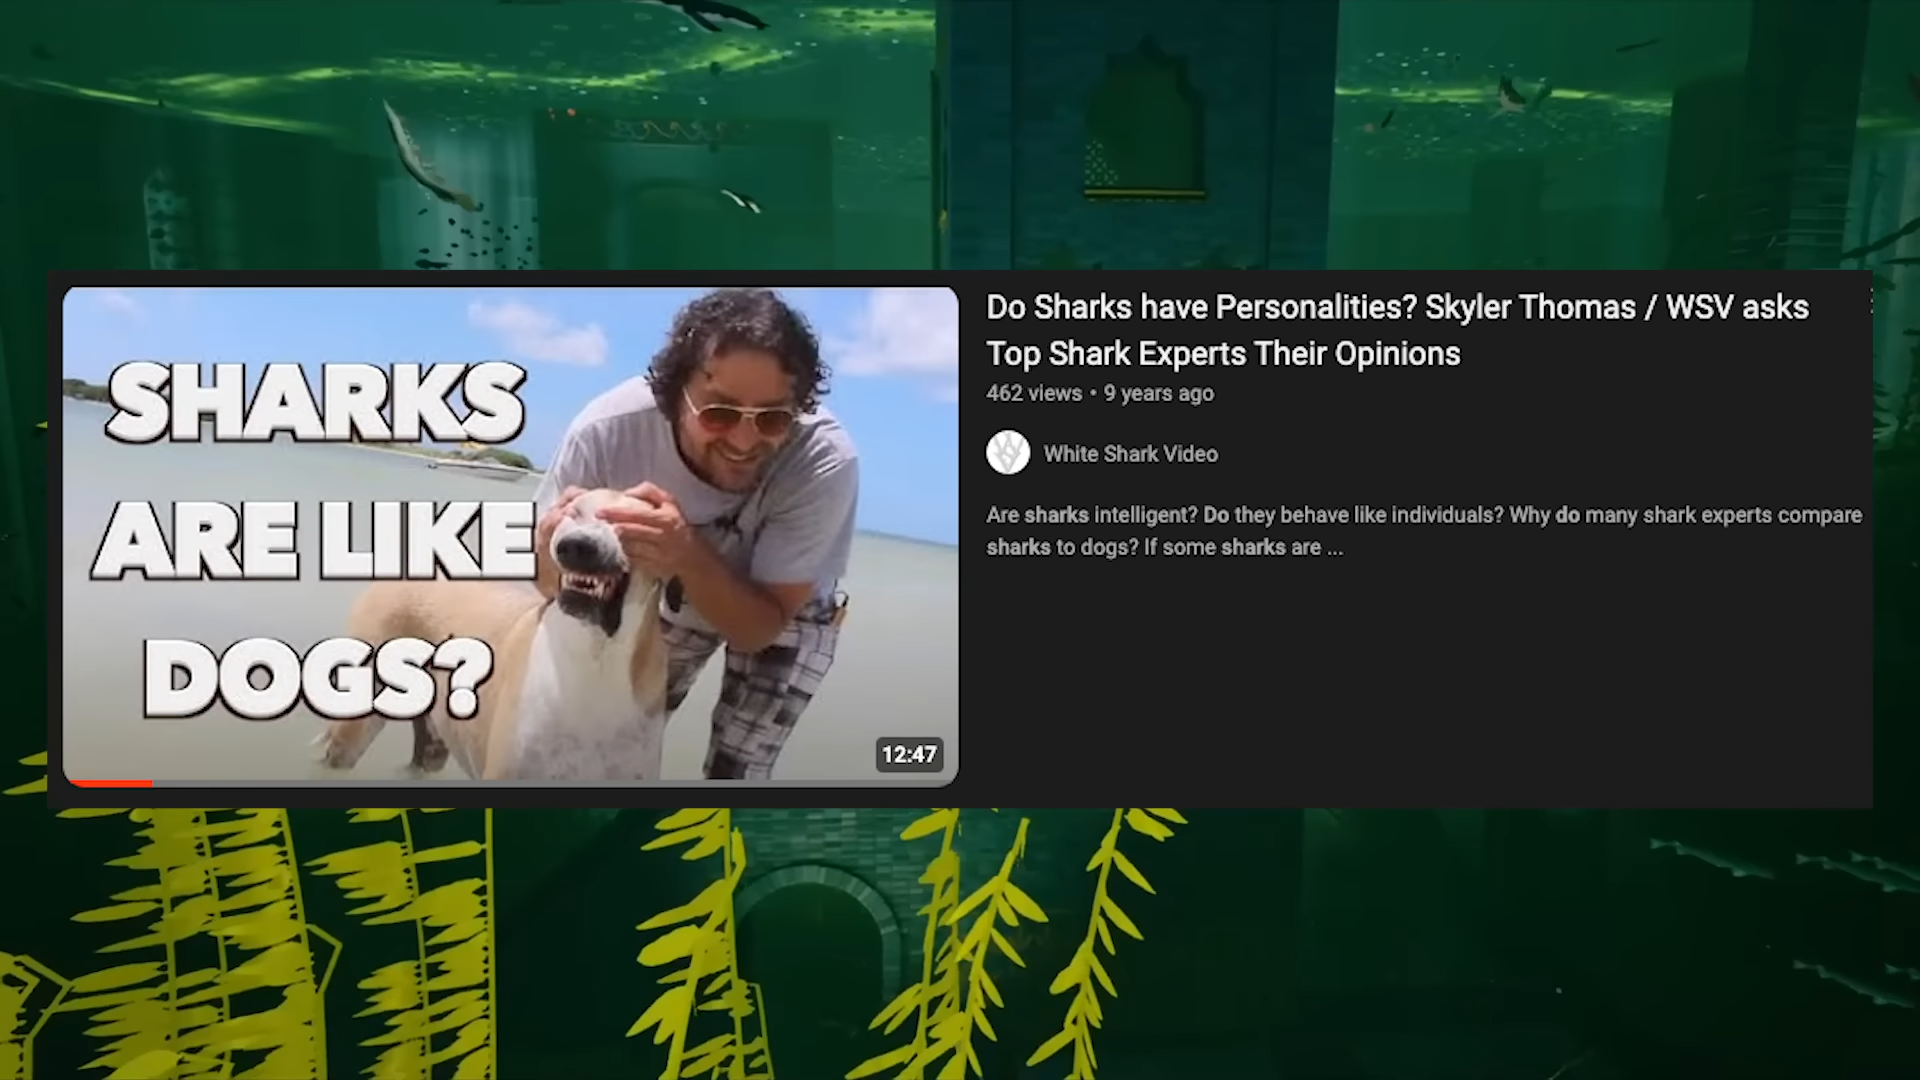 SHARKS
ARE LIKE
DOGS?
12:47
Do Sharks have Personalities? Skyler Thomas / WSV asks
Top Shark Experts Their Opinions
462 views • 9 years ago
White Shark Video
Are sharks intelligent? Do they behave like individuals? Why do many shark experts compare
sharks to dogs? If some sharks are ...